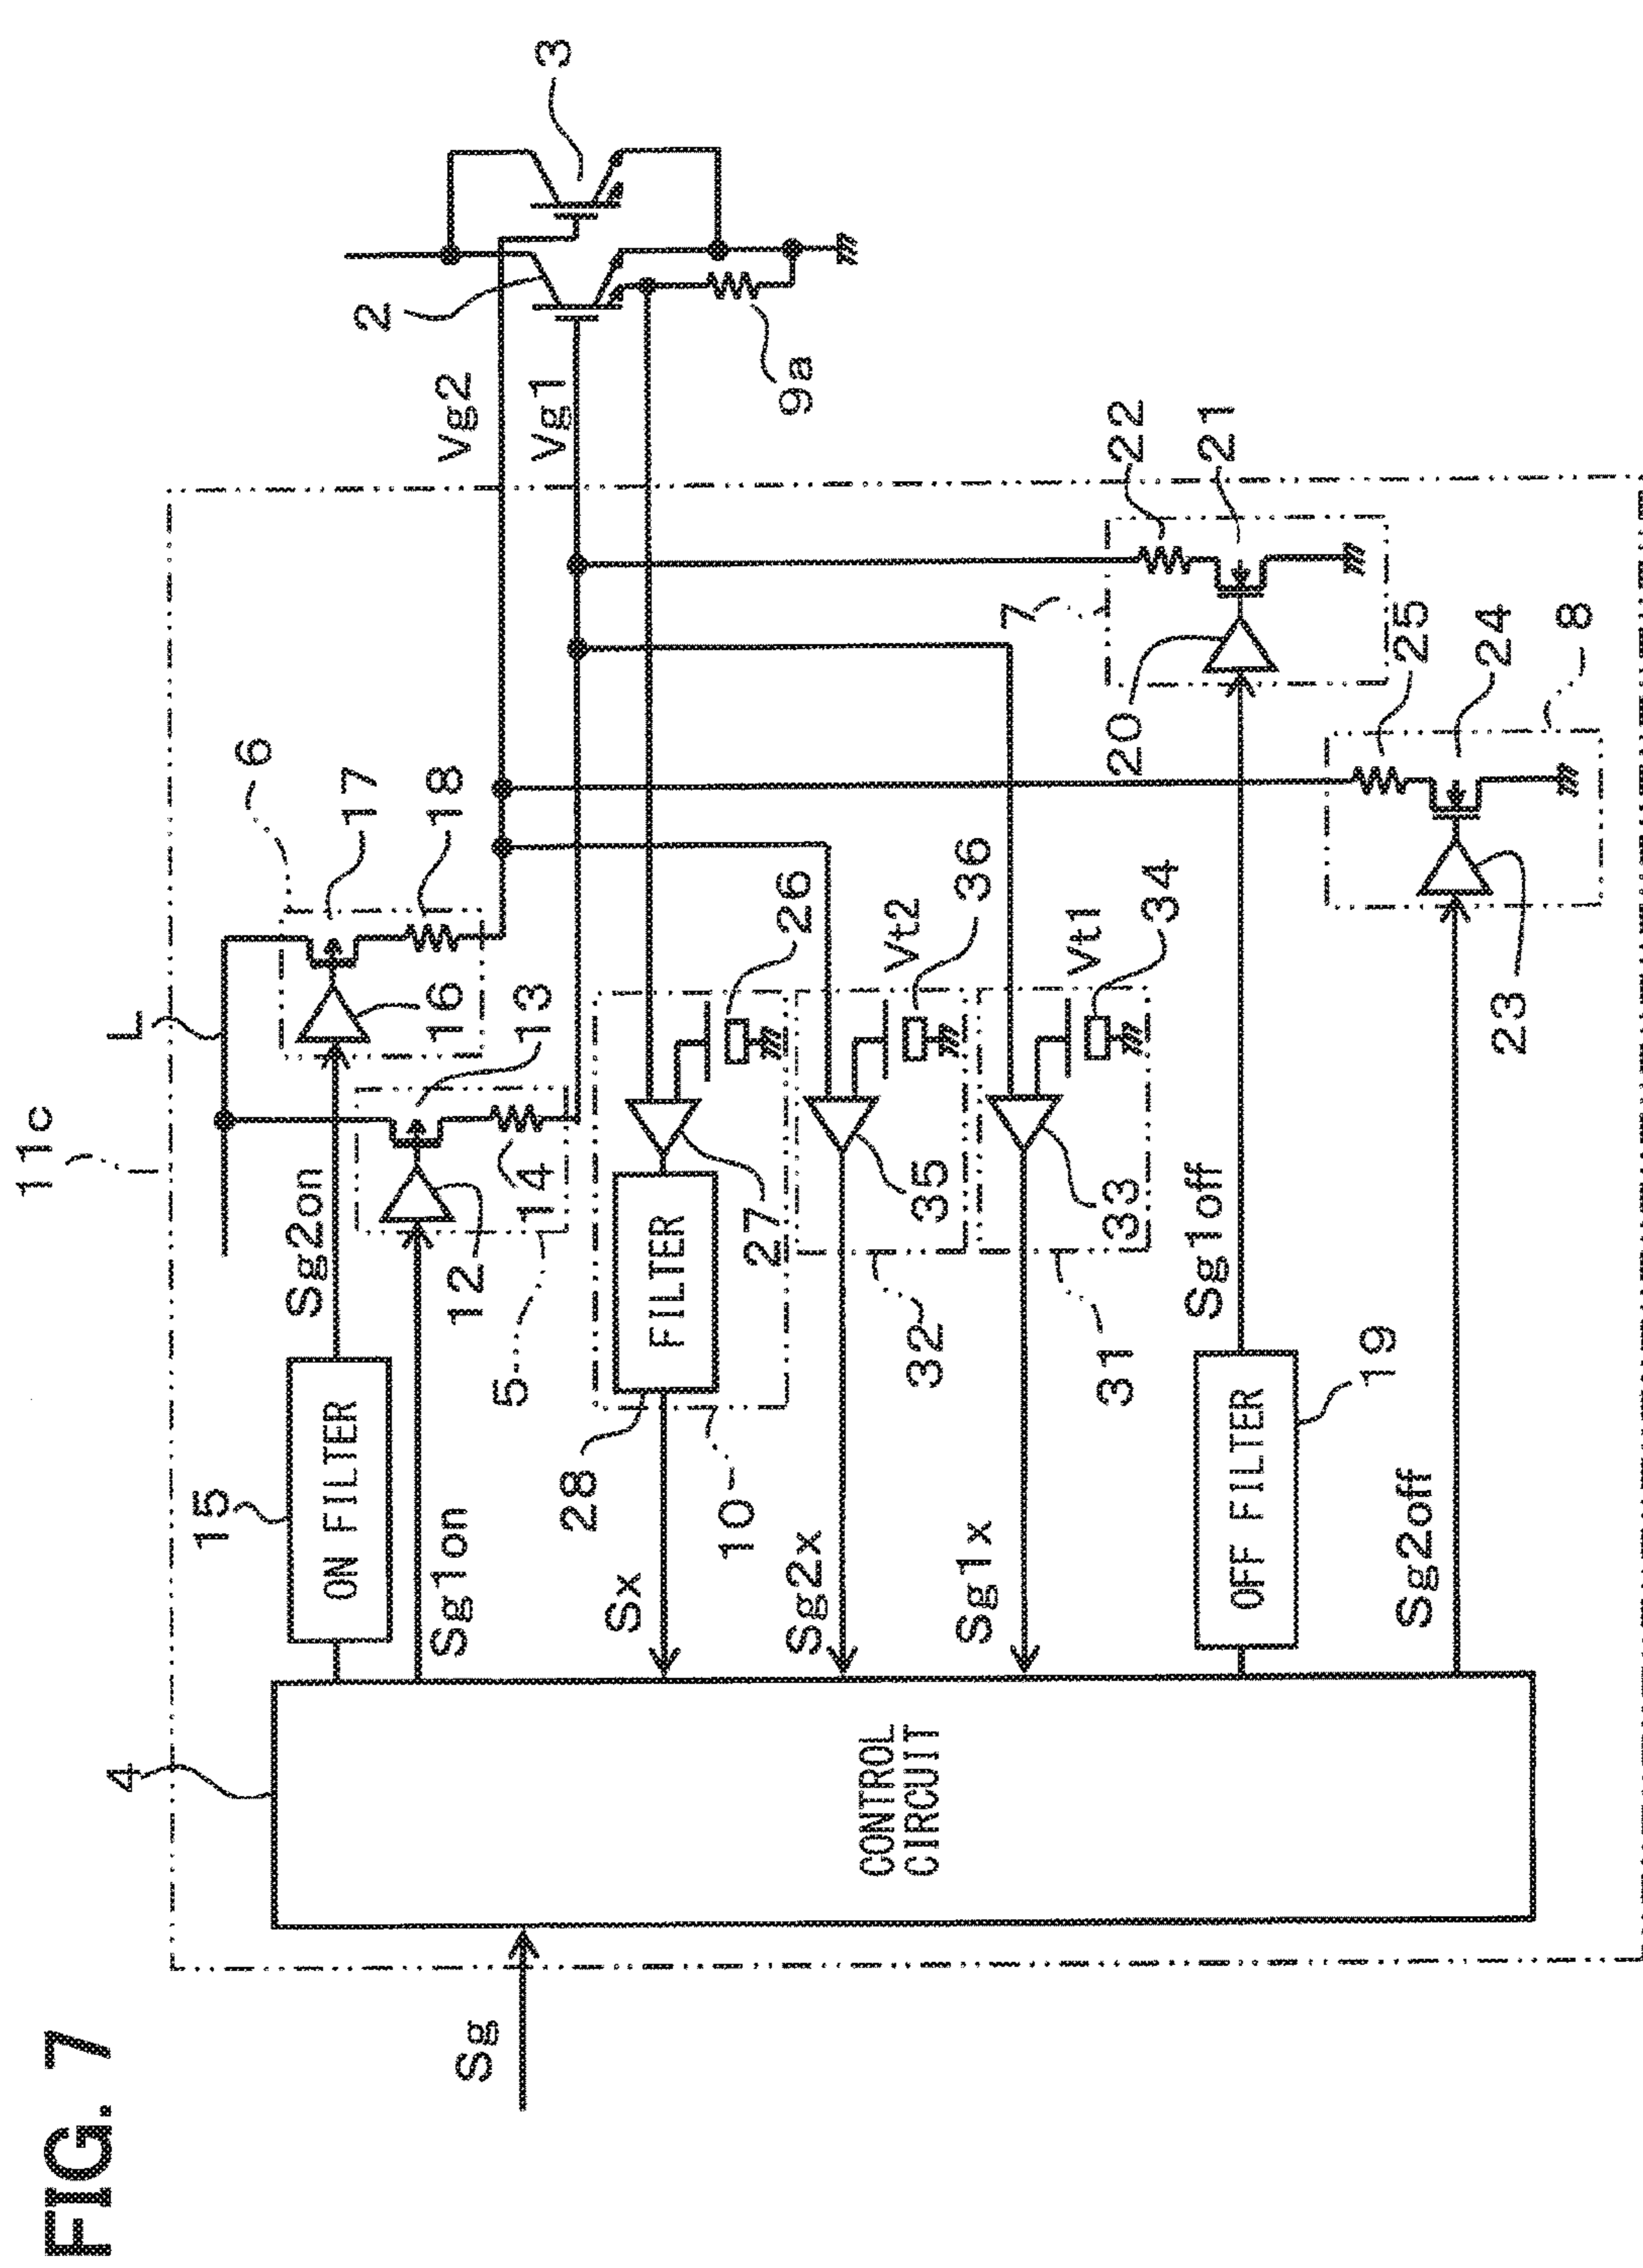 FIG. 7
11c
Sg
4
CONTROL
CIRCUIT
15
ON FILTER
Sg2on
L
6
16
17
18
Sg1on
12
13
14
5
Sx
28
FILTER
10
27
26
Sg2x
32
35
Vt2
36
Sg1x
31
33
Vt1
34
OFF FILTER
19
Sg1off
20
7
22
21
Sg2off
23
25
24
8
Vg2
Vg1
2
3
9a